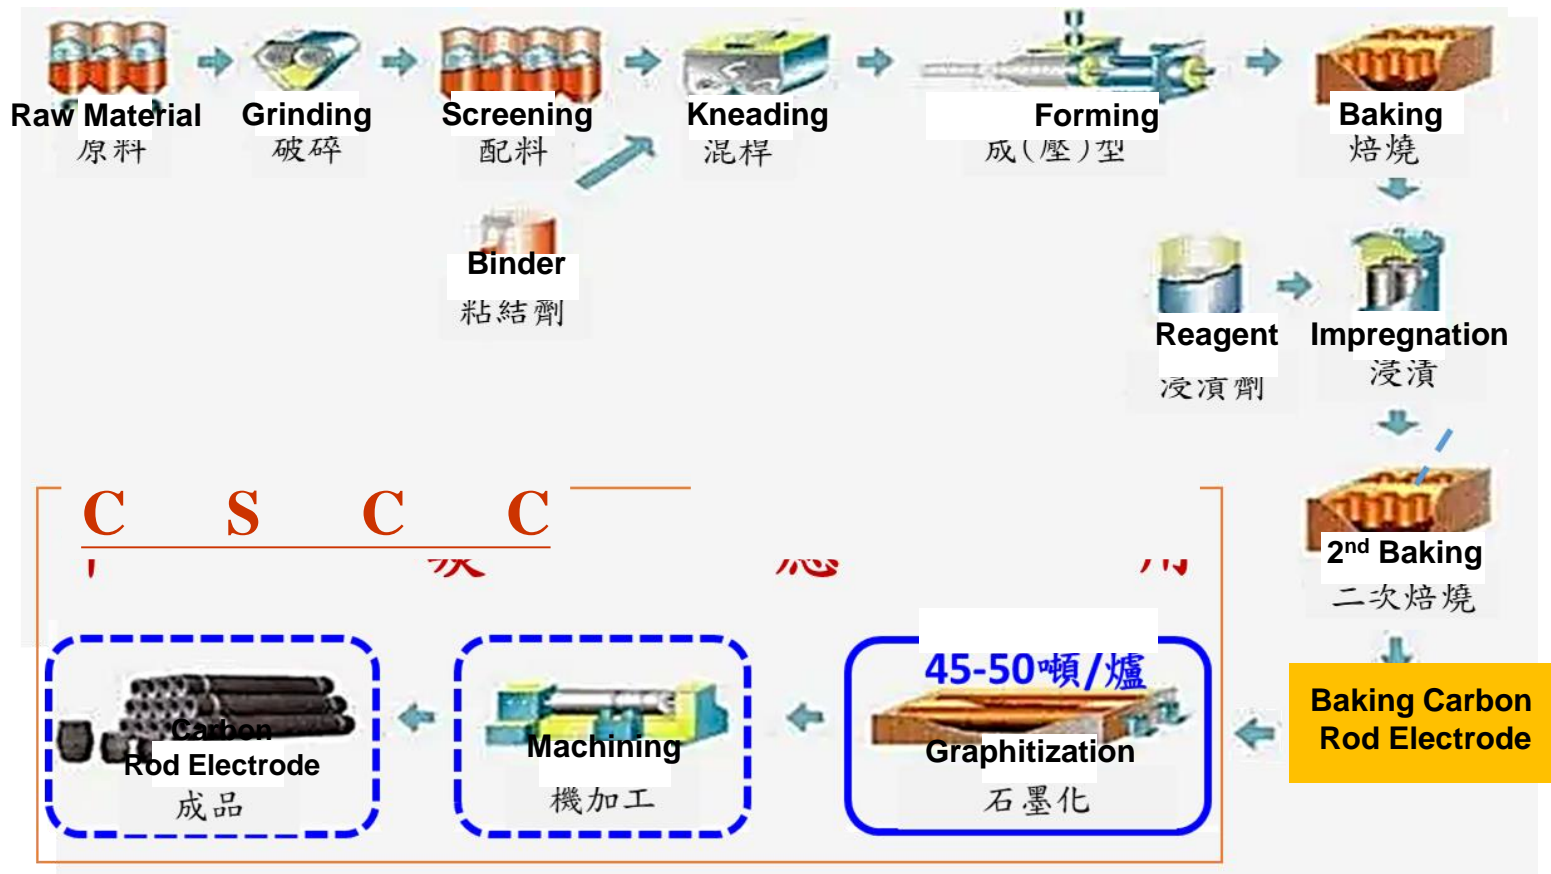 Raw Material
原料
Grinding
破碎
Screening
配料
Kneading
混桿
Forming
成(壓)型
Baking
焙燒
Binder
粘結劑
Reagent
浸漬劑
Impregnation
浸漬
C S C C
2nd Baking
二次焙燒
Baking Carbon
Rod Electrode
45-50噸/爐
Graphitization
石墨化
Machining
機加工
Carbon
Rod Electrode
成品